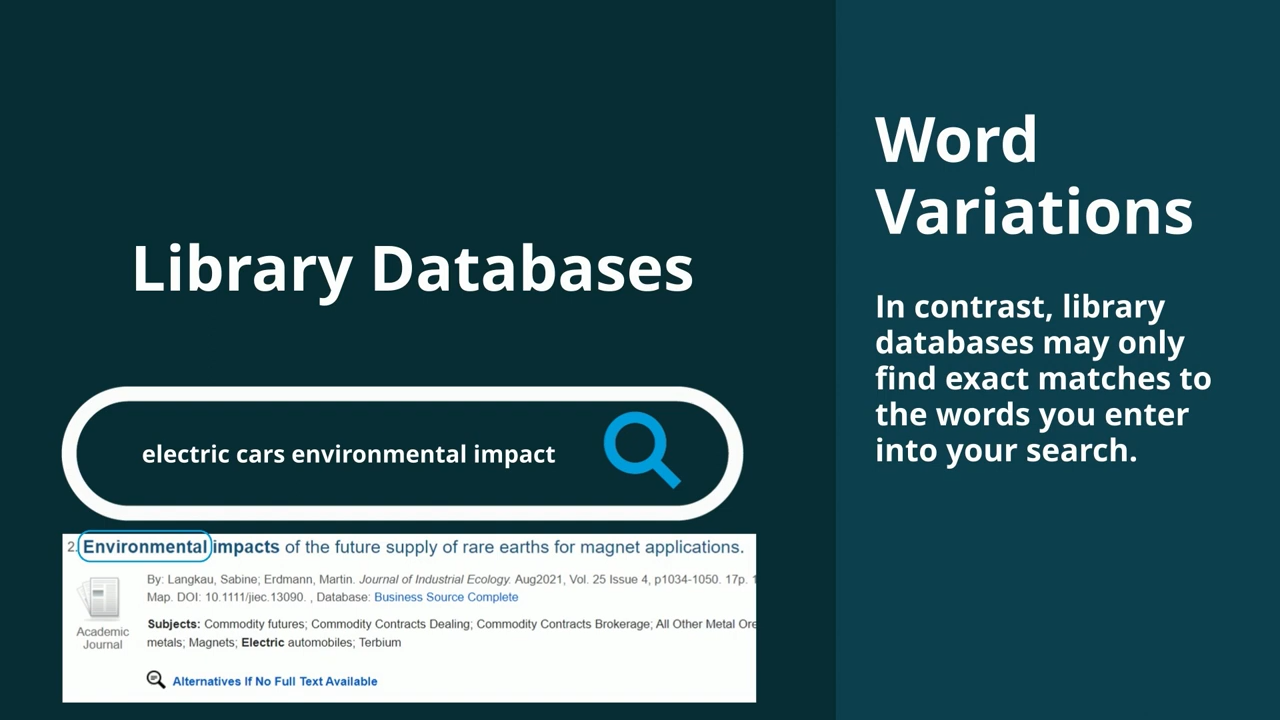 Library Databases
electric cars environmental impact
2. Environmental impacts of the future supply of rare earths for magnet applications.
By: Langkau, Sabine; Erdmann, Martin. Journal of Industrial Ecology. Aug2021, Vol. 25 Issue 4, p1034-1050. 17p. 1
Map. DOI: 10.1111/jiec.13090. , Database: Business Source Complete
Academic
Journal
Subjects: Commodity futures; Commodity Contracts Dealing; Commodity Contracts Brokerage; All Other Metal Ore
metals; Magnets; Electric automobiles; Terbium
Alternatives If No Full Text Available
Word
Variations
In contrast, library
databases may only
find exact matches to
the words you enter
into your search.